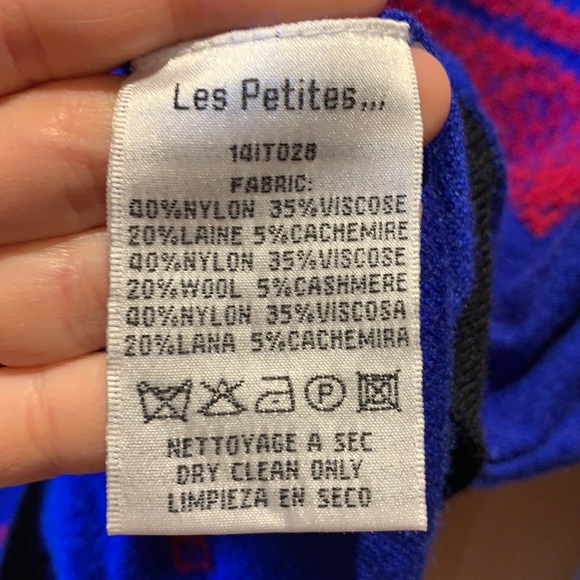 Les Petites...
14IT028
FABRIC:
40%NYLON 35%VISCOSE
20%LAINE 5%CACHEMIRE
40%NYLON 35%VISCOSE
20%WOOL 5%CASHMERE
40%NYLON 35%VISCOSA
20%LANA 5%CACHEMIRA
P
NETTOYAGE A SEC
DRY CLEAN ONLY
LIMPIEZA EN SECO